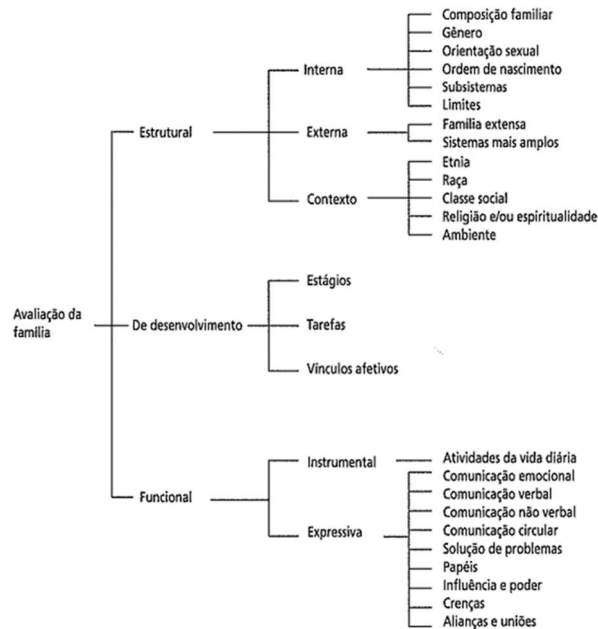 Composição familiar
Gênero
Orientação sexual
Interna
Ordem de nascimento
Subsistemas
Limites
Estrutural
Externa
Família extensa
Sistemas mais amplos
Etnia
Raça
Contexto
Classe social
Religião e/ou espiritualidade
Ambiente
Estágios
Avaliação da
família
De desenvolvimento
Tarefas
Vínculos afetivos
Instrumental
Atividades da vida diária
Funcional
Comunicação emocional
Comunicação verbal
Comunicação não verbal
Expressiva
Comunicação circular
Solução de problemas
Papéis
Influência e poder
Crenças
Alianças e uniões